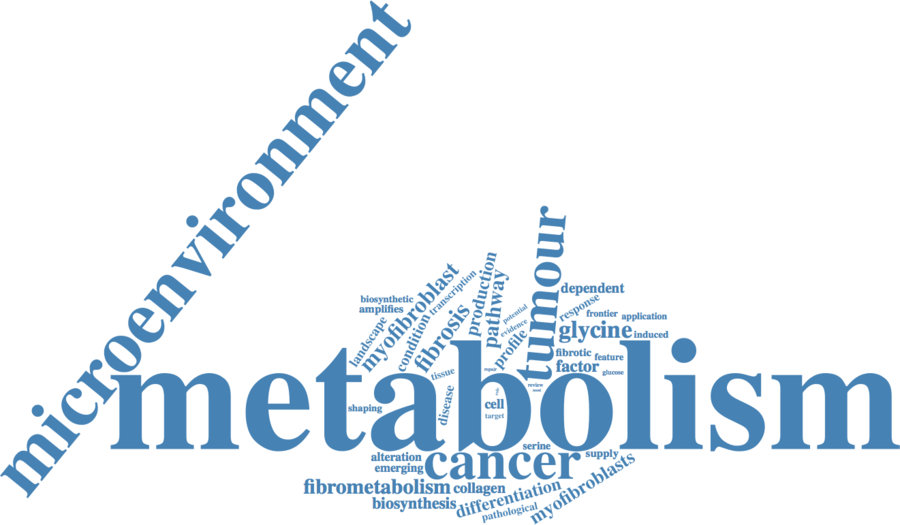 microenvironment
metabolism
tumour
cancer
biosynthetic
amplifies
landscape
myofibroblast
condition
transcription
fibrosis
production
pathway
potential
evidence
profile
dependent
response
frontier
application
glycine
induced
fibrotic
feature
factor
glucose
tissue
repair
review
shaping
disease
cell
target
serine
supply
alteration
emerging
fibrometabolism
collagen
biosynthesis
differentiation
pathological
myofibroblasts